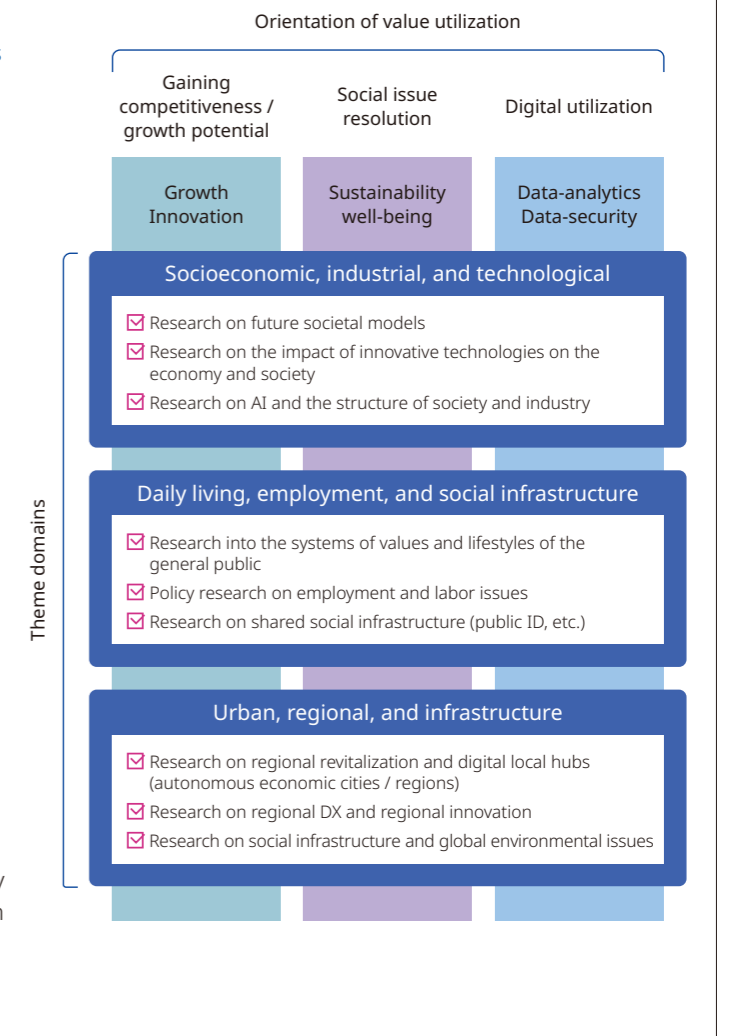 Orientation of value utilization
Gaining
competitiveness /
growth potential
Social issue
resolution
Digital utilization
Growth
Innovation
Sustainability
well-being
Data-analytics
Data-security
Theme domains
Socioeconomic, industrial, and technological
Research on future societal models
Research on the impact of innovative technologies on the
economy and society
Research on AI and the structure of society and industry
Daily living, employment, and social infrastructure
Research into the systems of values and lifestyles of the
general public
Policy research on employment and labor issues
Research on shared social infrastructure (public ID, etc.)
Urban, regional, and infrastructure
Research on regional revitalization and digital local hubs
(autonomous economic cities / regions)
Research on regional DX and regional innovation
Research on social infrastructure and global environmental issues